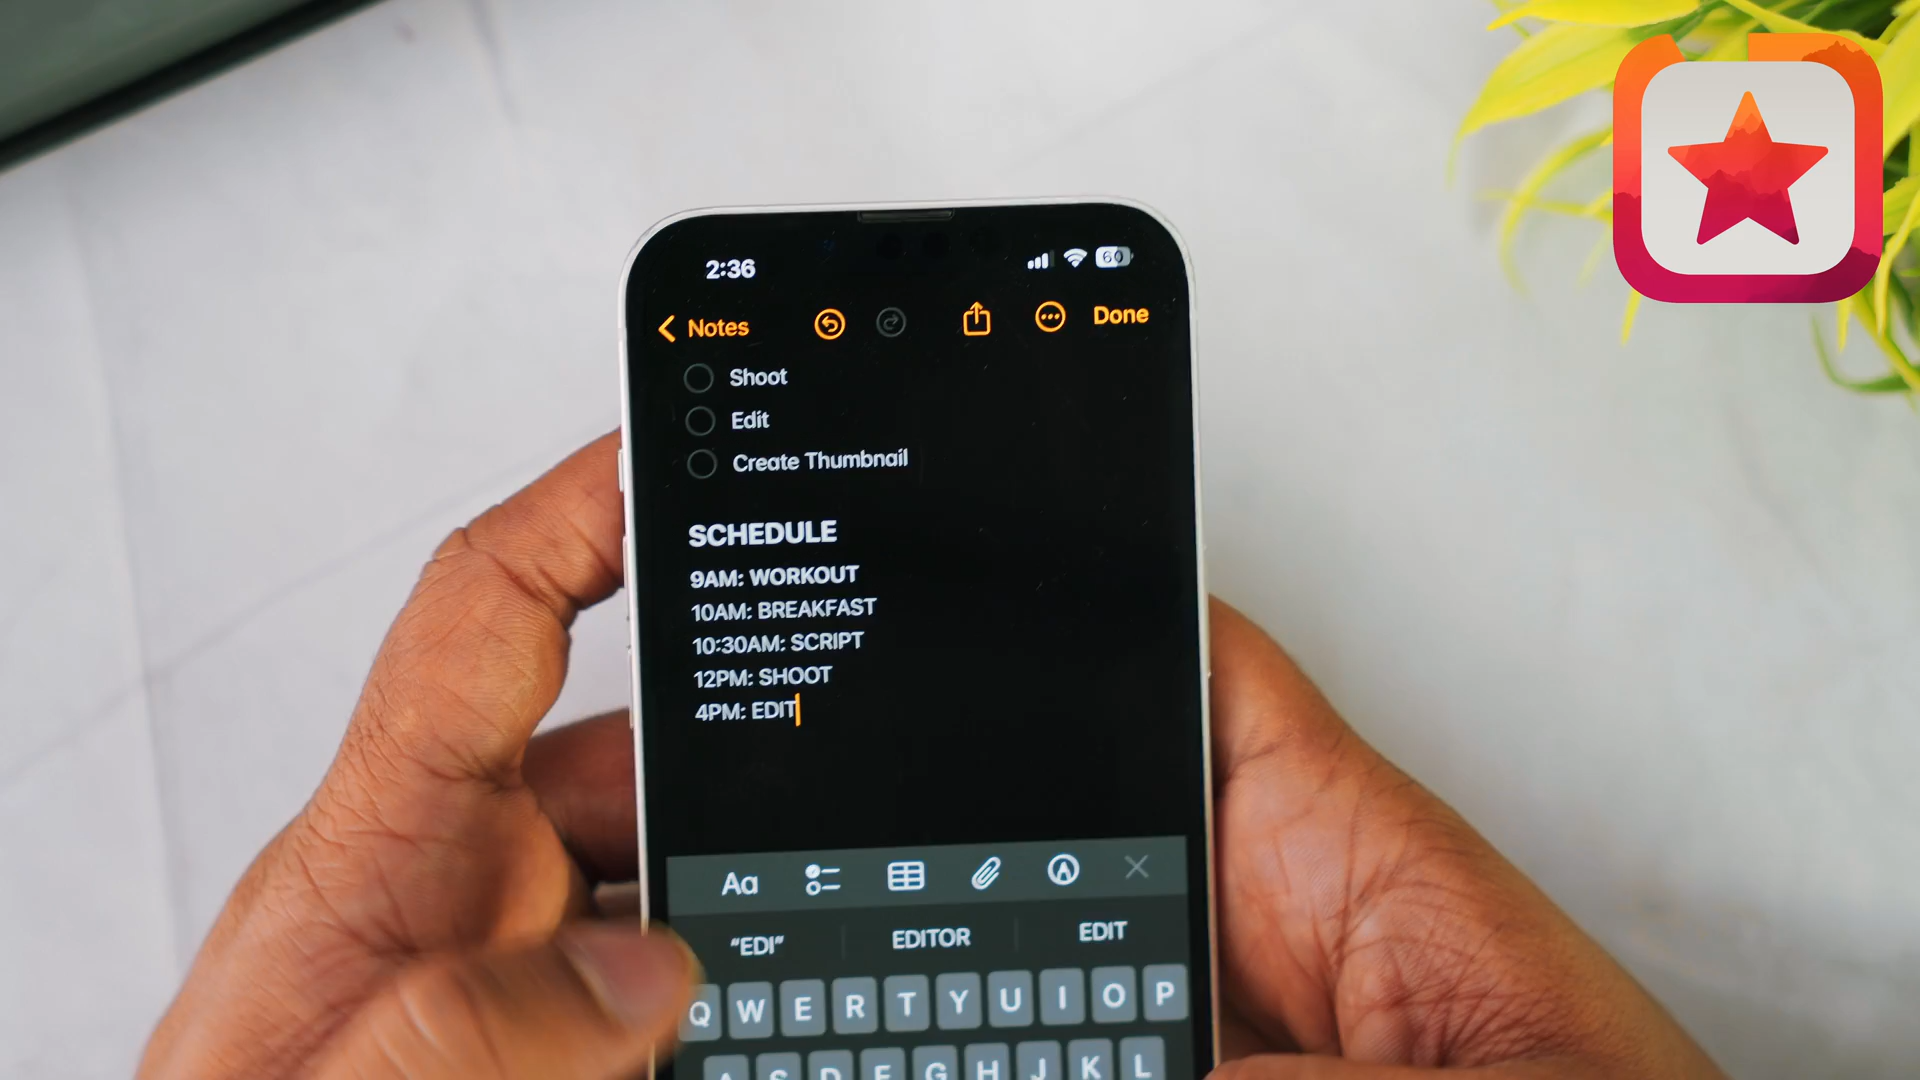 2:36
60
Notes
Done
Shoot
Edit
Create Thumbnail
SCHEDULE
9AM: WORKOUT
10AM: BREAKFAST
10:30AM: SCRIPT
12PM: SHOOT
4PM: EDIT
Aa
"EDI" EDITOR EDIT
Q W E R T Y U I O P
A S D F G H J K L